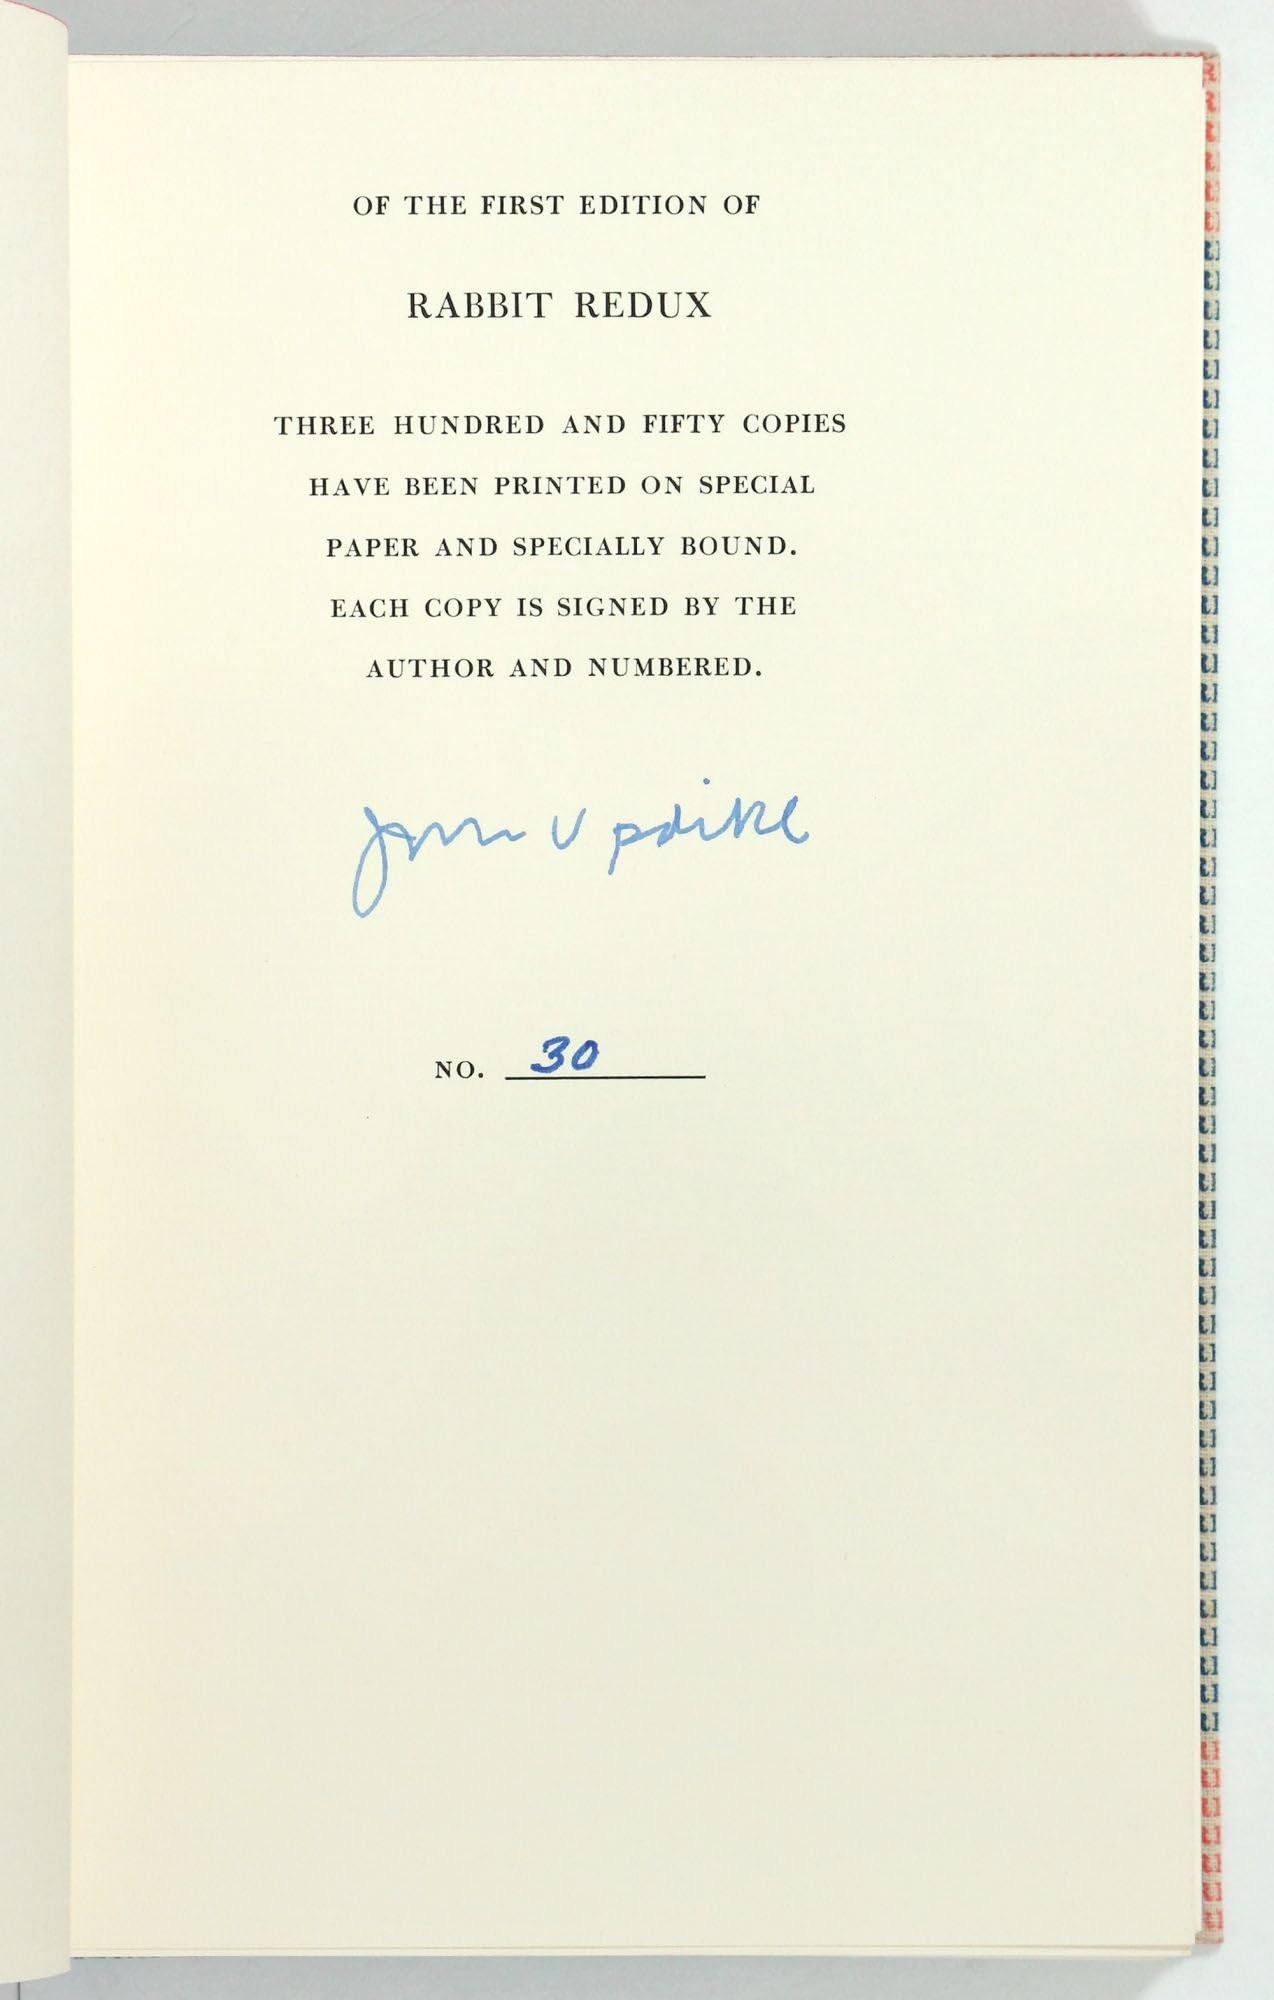 OF THE FIRST EDITION OF
RABBIT REDUX
THREE HUNDRED AND FIFTY COPIES
HAVE BEEN PRINTED ON SPECIAL
PAPER AND SPECIALLY BOUND.
EACH COPY IS SIGNED BY THE
AUTHOR AND NUMBERED.
John Updike
NO. 30